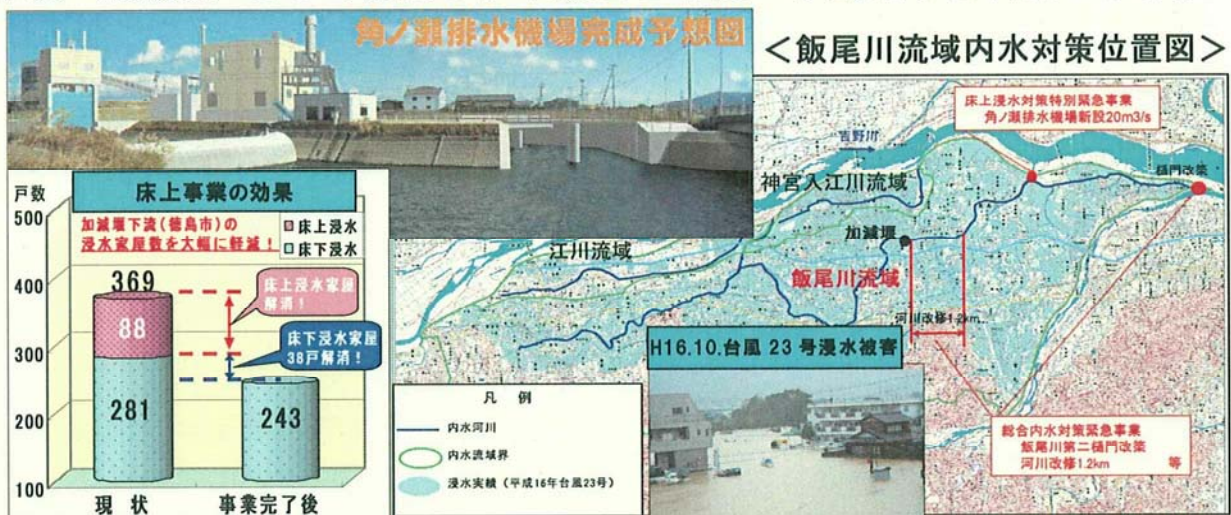 角ノ瀬排水機場完成予想図
＜飯尾川流域内水対策位置図＞
床上浸水対策特別緊急事業
角ノ瀬排水機場新設20m3/s
吉野川
神宮入江川流域
樋門改築
江川流域
加減堰
飯尾川流域
河川改修1.2km
戸数
床上事業の効果
加減堰下流(徳島市)の
浸水家屋数を大幅に軽減！
床上浸水
床下浸水
500
400
300
200
100
369
88
281
243
床上浸水家屋
解消！
床下浸水家屋
38戸解消！
現 状
事業完了後
凡 例
内水河川
内水流域界
浸水実績（平成16年台風23号）
H16.10.台風23号浸水被害
総合内水対策緊急事業
飯尾川第二樋門改築
河川改修1.2km 等